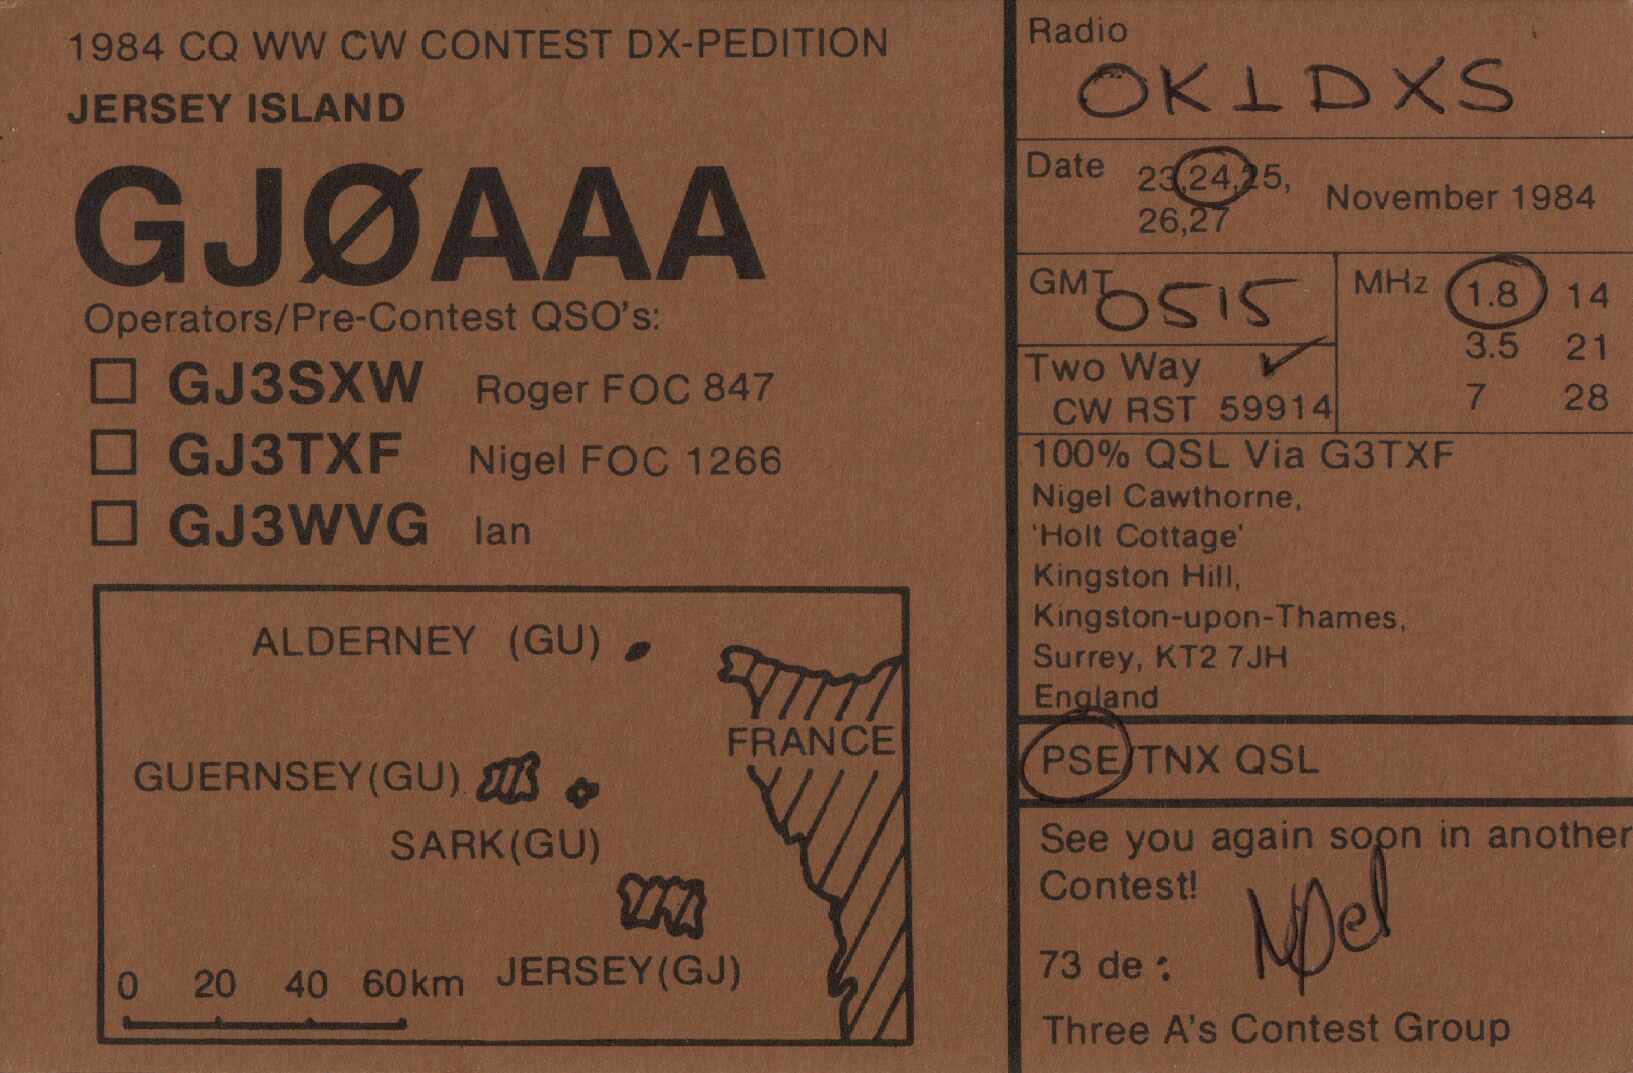 1984 CQ WW CW CONTEST DX-PEDITION
JERSEY ISLAND
GJØAAA
Operators/Pre-Contest QSO's:
GJ3SXW Roger FOC 847
GJ3TXF Nigel FOC 1266
GJ3WVG Ian
ALDERNEY (GU)
FRANCE
GUERNSEY(GU)
SARK(GU)
JERSEY(GJ)
0 20 40 60km
Radio
OK1DXS
Date 23,24,25,
26,27
November 1984
GMT 0515
MHz 1.8 14
3.5 21
7 28
Two Way ✓
CW RST 59914
100% QSL Via G3TXF
Nigel Cawthorne,
'Holt Cottage'
Kingston Hill,
Kingston-upon-Thames,
Surrey, KT2 7JH
England
PSE/TNX QSL
See you again soon in another
Contest!
73 de : Nigel
Three A's Contest Group